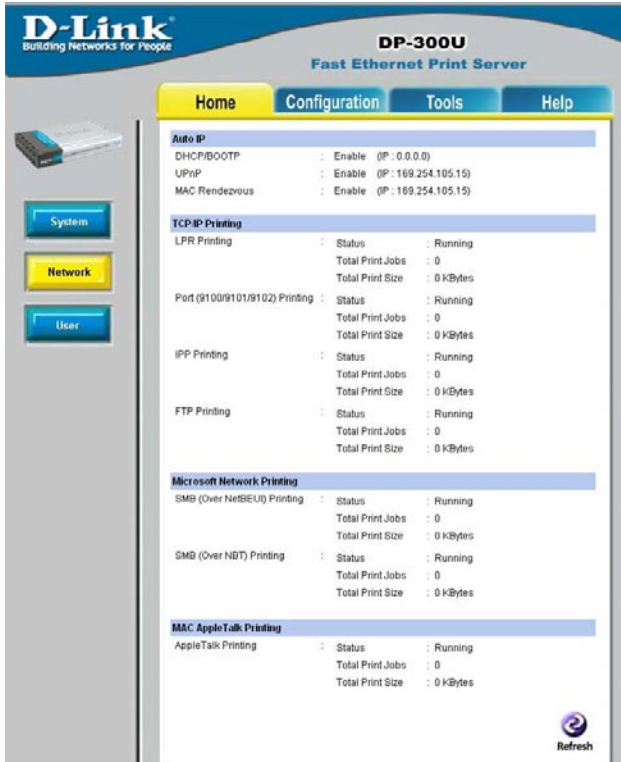 D-Link
Building Networks for People
DP-300U
Fast Ethernet Print Server
Home Configuration Tools Help
System
Network
User
Auto IP
DHCP/BOOTP : Enable (IP : 0.0.0.0)
UPnP : Enable (IP : 169.254.105.15)
MAC Rendezvous : Enable (IP : 169.254.105.15)
TCP/IP Printing
LPR Printing : Status : Running
Total Print Jobs : 0
Total Print Size : 0 KBytes
Port (9100/9101/9102) Printing : Status : Running
Total Print Jobs : 0
Total Print Size : 0 KBytes
IPP Printing : Status : Running
Total Print Jobs : 0
Total Print Size : 0 KBytes
FTP Printing : Status : Running
Total Print Jobs : 0
Total Print Size : 0 KBytes
Microsoft Network Printing
SMB (Over NetBEUI) Printing : Status : Running
Total Print Jobs : 0
Total Print Size : 0 KBytes
SMB (Over NBT) Printing : Status : Running
Total Print Jobs : 0
Total Print Size : 0 KBytes
MAC AppleTalk Printing
AppleTalk Printing : Status : Running
Total Print Jobs : 0
Total Print Size : 0 KBytes
Refresh